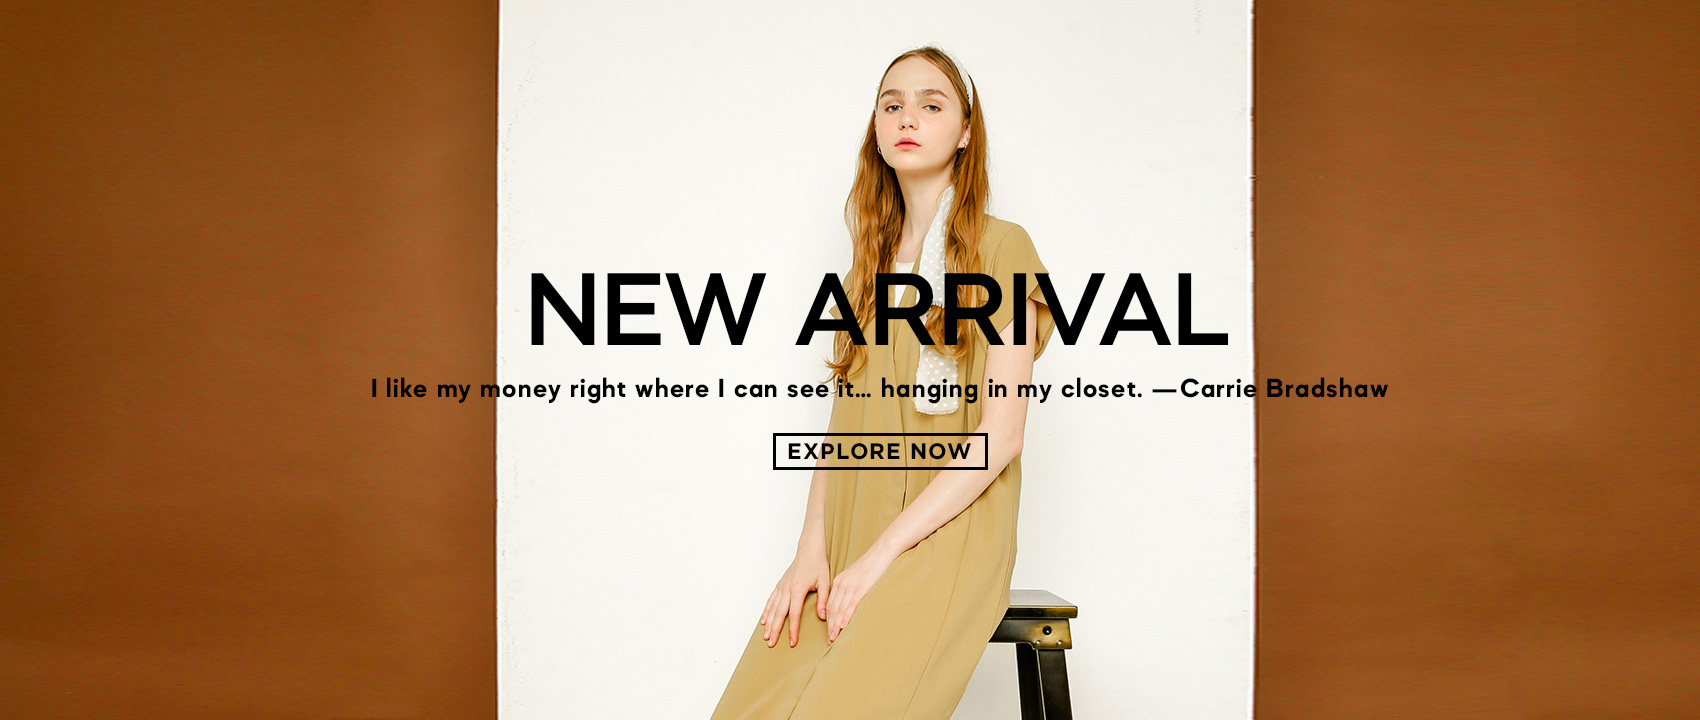 NEW ARRIVAL
I like my money right where I can see it... hanging in my closet. —Carrie Bradshaw
EXPLORE NOW